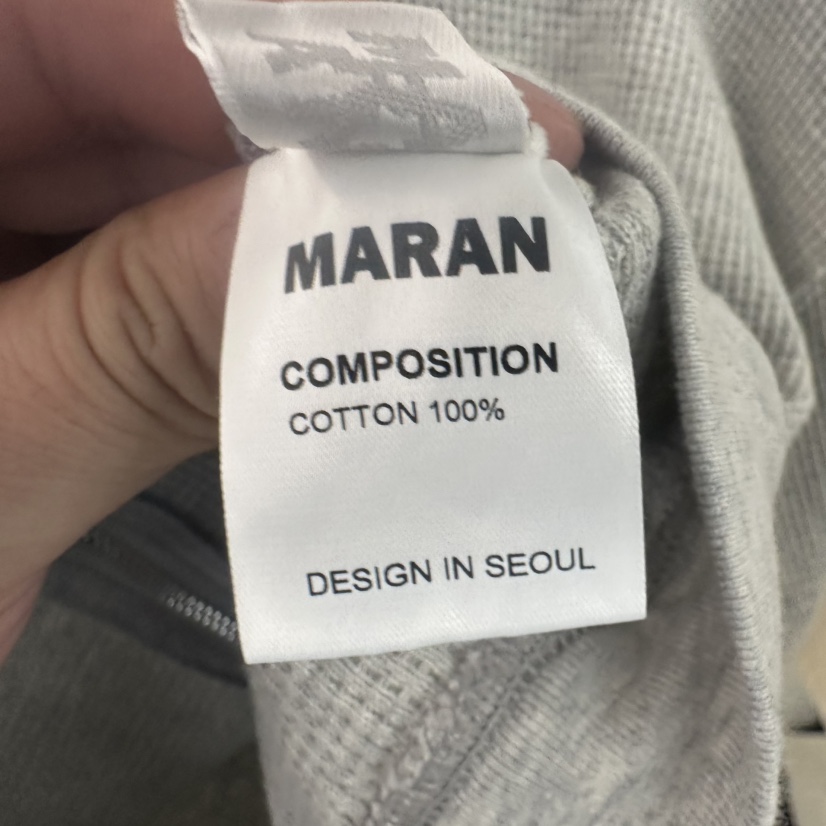 MARAN
COMPOSITION
COTTON 100%
DESIGN IN SEOUL